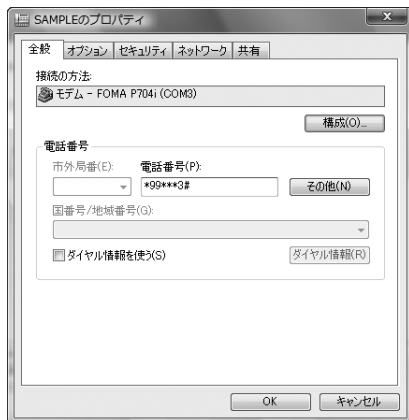 SAMPLEのプロパティ
全般 オプション セキュリティ ネットワーク 共有
接続の方法:
モデム - FOMA P704i (COM3)
構成(O)...
電話番号
市外局番(E): 電話番号(P):
*99***3# その他(N)
国番号/地域番号(G):
ダイヤル情報を使う(S) ダイヤル情報(R)
OK キャンセル